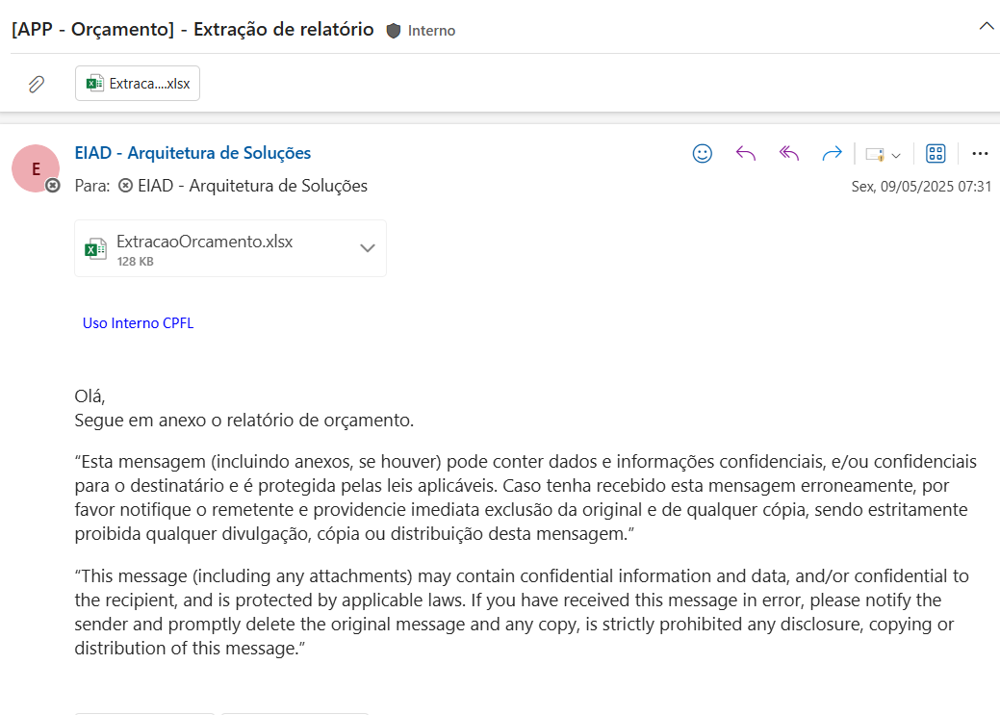 [APP - Orçamento] - Extração de relatório Interno
Extraca....xlsx
E
EIAD - Arquitetura de Soluções
Para: EIAD - Arquitetura de Soluções
Sex, 09/05/2025 07:31
ExtracaoOrcamento.xlsx
128 KB
Uso Interno CPFL
Olá,
Segue em anexo o relatório de orçamento.
“Esta mensagem (incluindo anexos, se houver) pode conter dados e informações confidenciais, e/ou confidenciais
para o destinatário e é protegida pelas leis aplicáveis. Caso tenha recebido esta mensagem erroneamente, por
favor notifique o remetente e providencie imediata exclusão da original e de qualquer cópia, sendo estritamente
proibida qualquer divulgação, cópia ou distribuição desta mensagem.”
“This message (including any attachments) may contain confidential information and data, and/or confidential to
the recipient, and is protected by applicable laws. If you have received this message in error, please notify the
sender and promptly delete the original message and any copy, is strictly prohibited any disclosure, copying or
distribution of this message.”